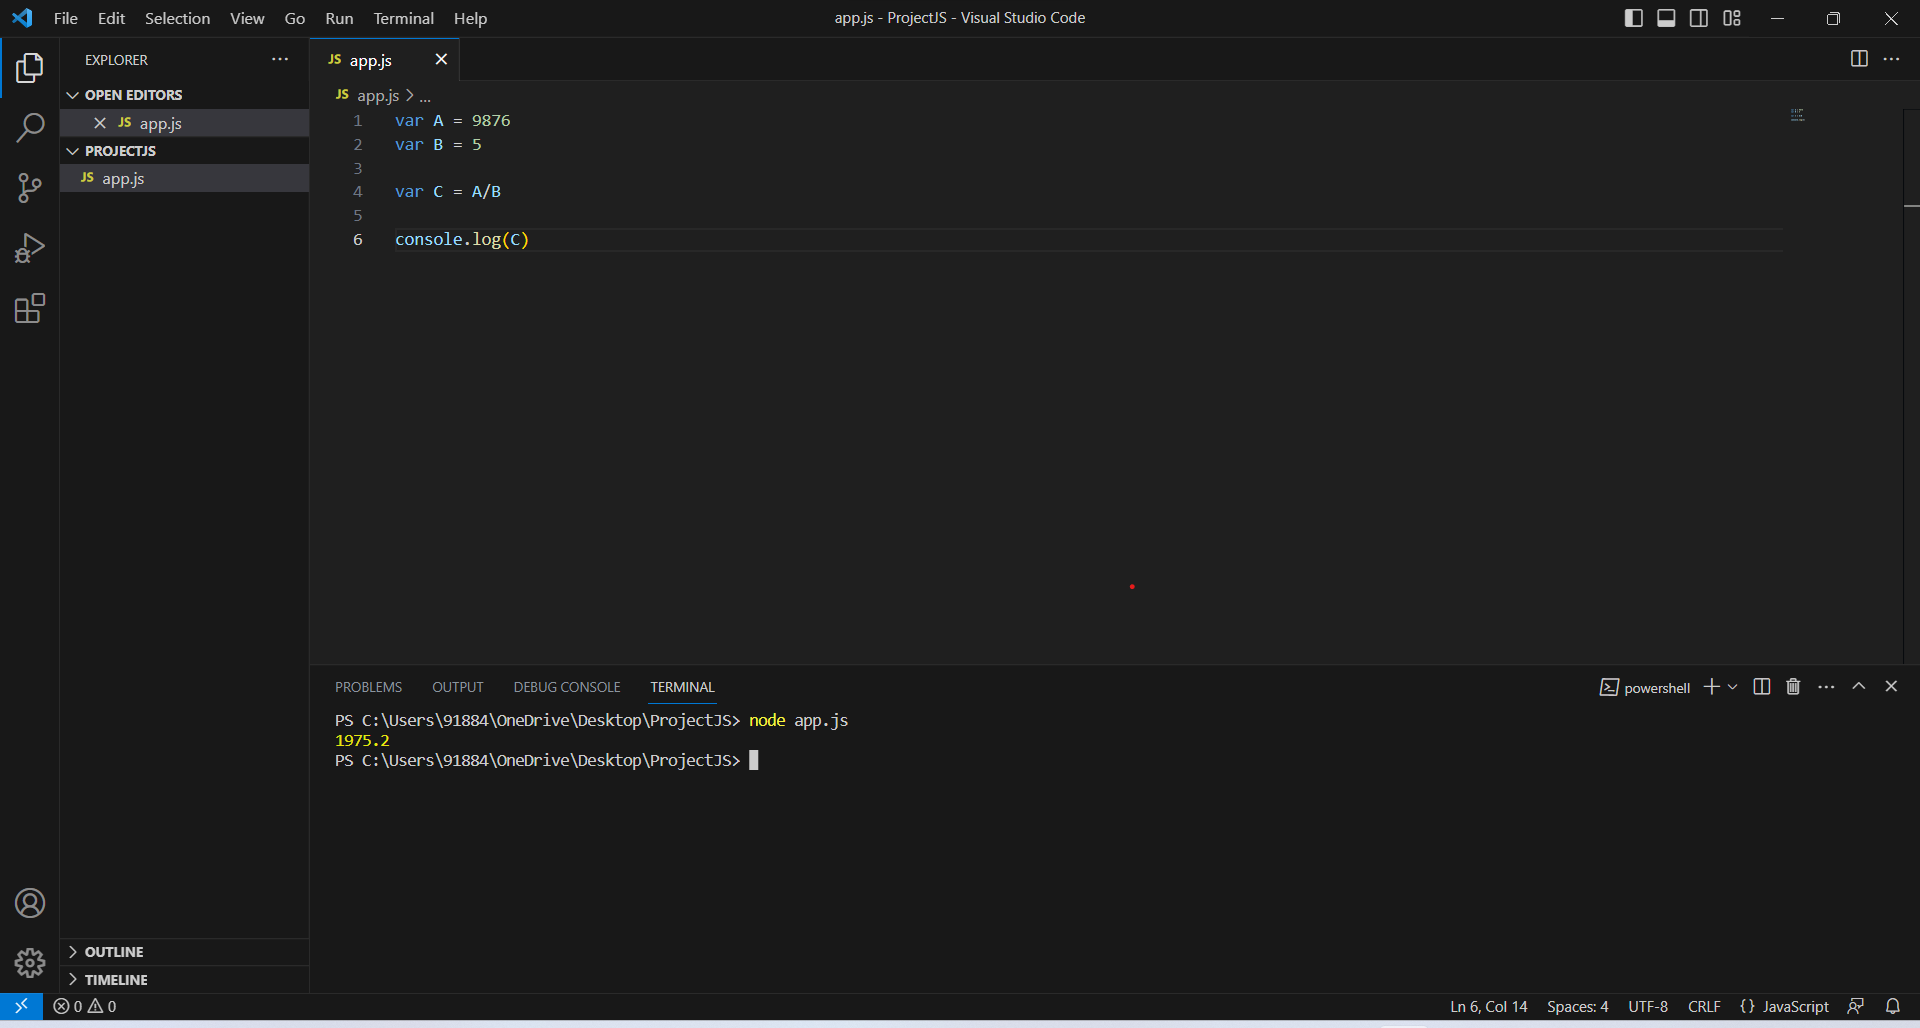 File Edit Selection View Go Run Terminal Help
app.js - ProjectJS - Visual Studio Code
EXPLORER
OPEN EDITORS
JS app.js
PROJECTJS
JS app.js
OUTLINE
TIMELINE
JS app.js
JS app.js > ...
1 var A = 9876
2 var B = 5
3
4 var C = A/B
5
6 console.log(C)
PROBLEMS OUTPUT DEBUG CONSOLE TERMINAL
powershell
PS C:\Users\91884\OneDrive\Desktop\ProjectJS> node app.js
1975.2
PS C:\Users\91884\OneDrive\Desktop\ProjectJS>
0 0
Ln 6, Col 14 Spaces: 4 UTF-8 CRLF {} JavaScript